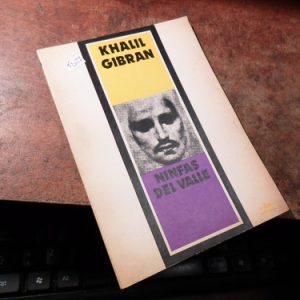 KHALIL
GIBRAN
NINFAS
DEL VALLE